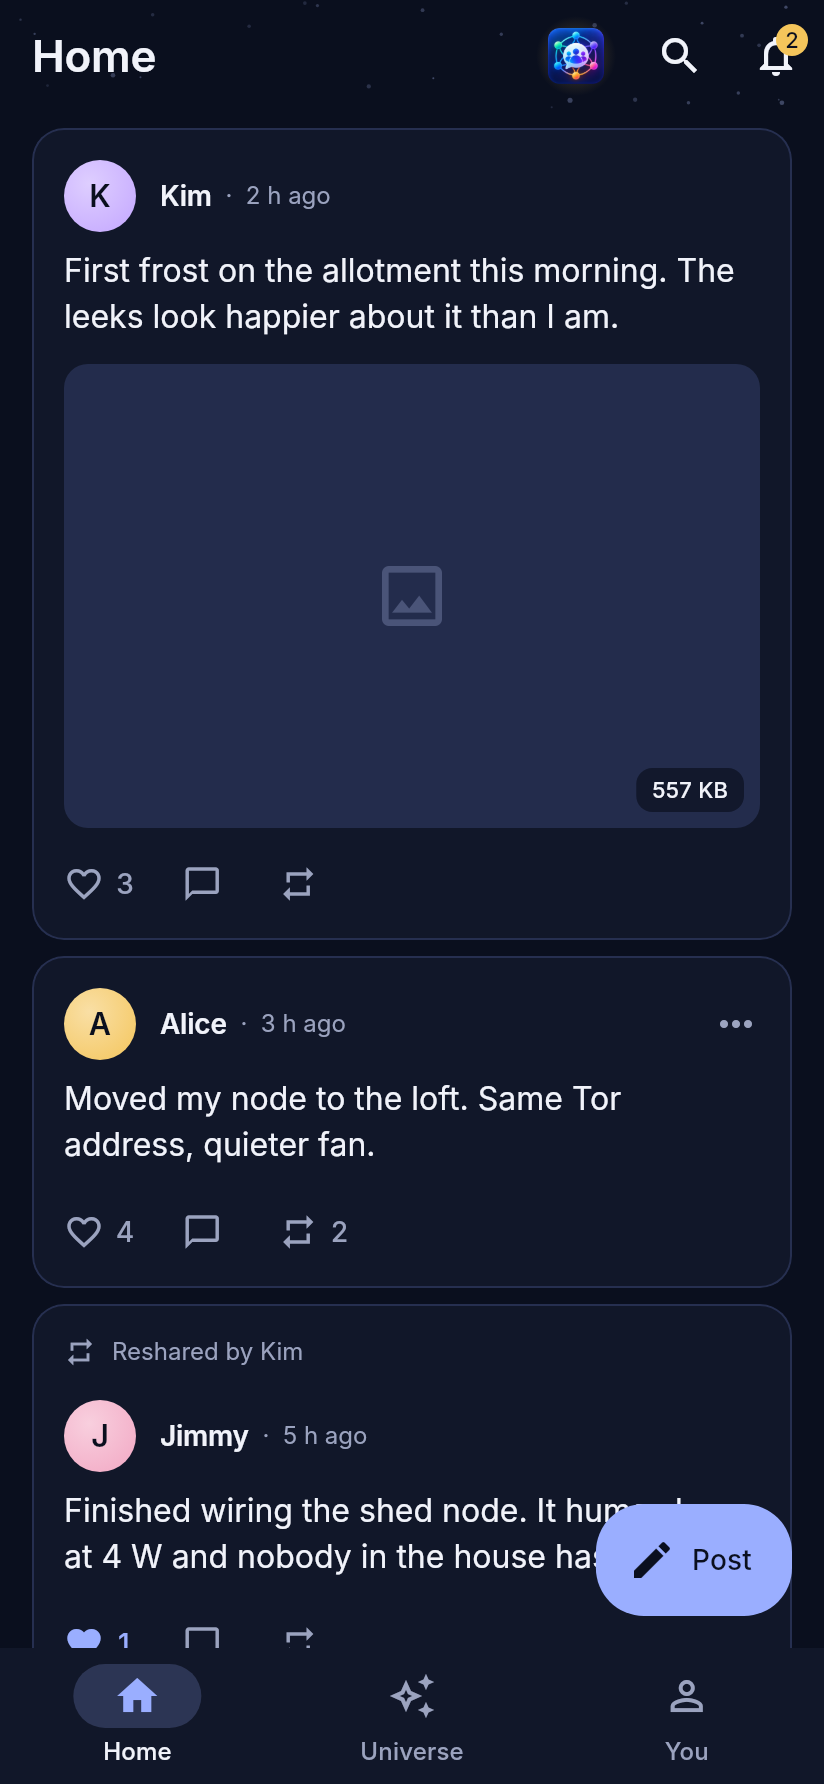 Home
2
K
Kim · 2 h ago
First frost on the allotment this morning. The
leeks look happier about it than I am.
557 KB
3
A
Alice · 3 h ago
Moved my node to the loft. Same Tor
address, quieter fan.
4
2
Reshared by Kim
J
Jimmy · 5 h ago
Finished wiring the shed node. It
at 4 W and nobody in the house
Post
1
Home
Universe
You